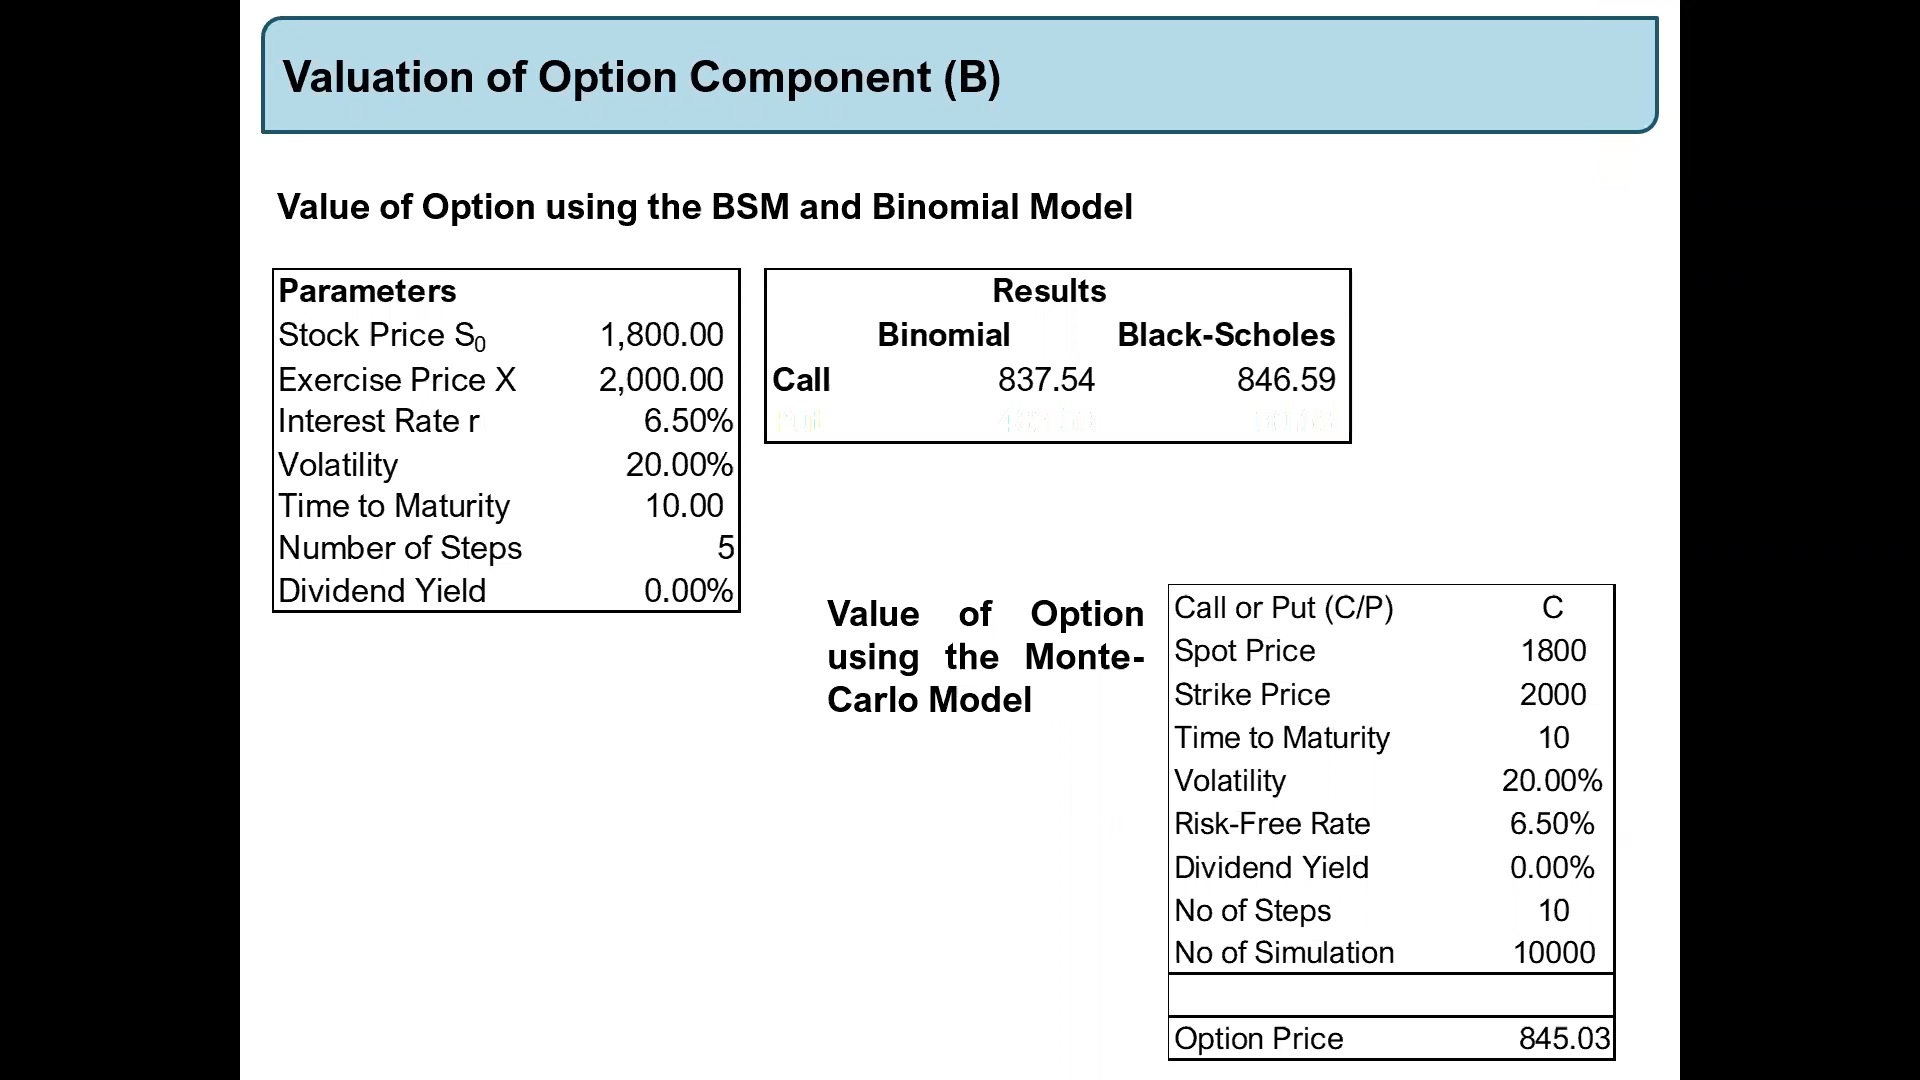 Valuation of Option Component (B)
Value of Option using the BSM and Binomial Model
Parameters
Stock Price S0 1,800.00
Exercise Price X 2,000.00
Interest Rate r 6.50%
Volatility 20.00%
Time to Maturity 10.00
Number of Steps 5
Dividend Yield 0.00%
Results
Binomial Black-Scholes
Call 837.54 846.59
Put
Value of Option
using the Monte-
Carlo Model
Call or Put (C/P) C
Spot Price 1800
Strike Price 2000
Time to Maturity 10
Volatility 20.00%
Risk-Free Rate 6.50%
Dividend Yield 0.00%
No of Steps 10
No of Simulation 10000
Option Price 845.03